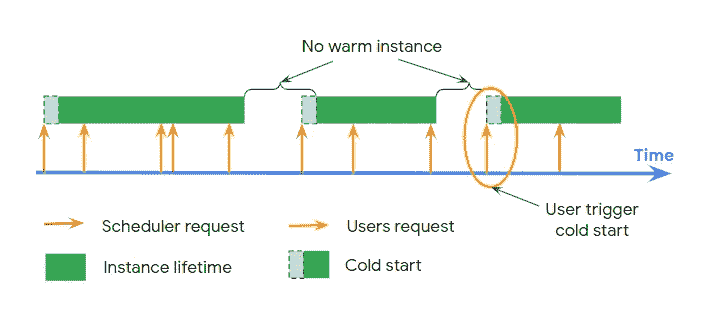 No warm instance
Time
User trigger
cold start
Scheduler request
Users request
Instance lifetime
Cold start